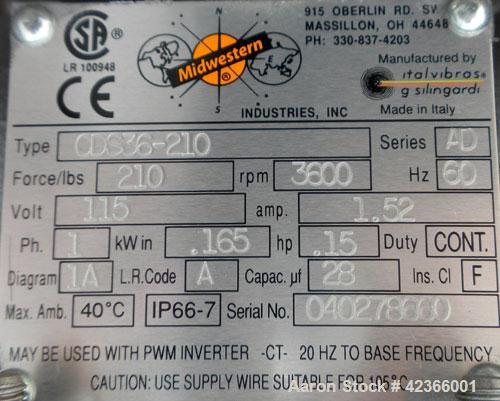 915 OBERLIN RD. SW
MASSILLON, OH 44648
PH: 330-837-4203
LR 100948
N
W
E
S
Midwestern ®
INDUSTRIES, INC
Manufactured by
italvibras®
g silingardi
Made in Italy
Type CDS36-210 Series AD
Force/lbs 210 rpm 3600 Hz 60
Volt 115 amp. 1.52
Ph. 1 kW in .165 hp .15 Duty CONT.
Diagram 1A L.R.Code A Capac. µf 28 Ins. Cl F
Max. Amb. 40°C IP66-7 Serial No. 040278660
MAY BE USED WITH PWM INVERTER -CT- 20 HZ TO BASE FREQUENCY
CAUTION: USE SUPPLY WIRE SUITABLE FOR 105°C
Aaron Stock # 42366001